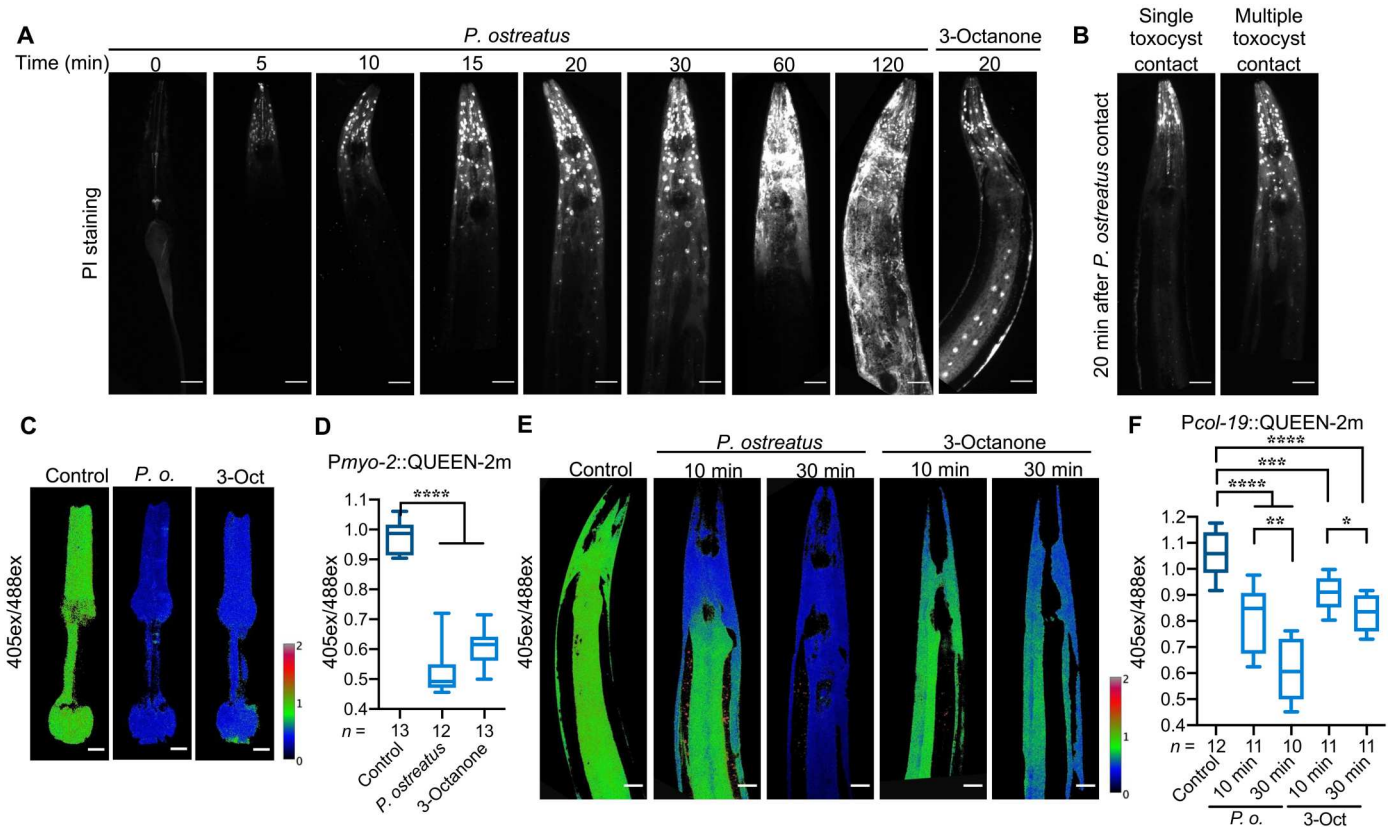 A
P. ostreatus
3-Octanone
Time (min)
0
5
10
15
20
30
60
120
20
PI staining
B
Single toxocyst contact
Multiple toxocyst contact
20 min after P. ostreatus contact
C
Control
P. o.
3-Oct
405ex/488ex
2
1
0
D
Pmyo-2::QUEEN-2m
405ex/488ex
1.1
1.0
0.9
0.8
0.7
0.6
0.5
0.4
****
n =
13
12
13
Control
P. ostreatus
3-Octanone
E
P. ostreatus
3-Octanone
Control
10 min
30 min
10 min
30 min
405ex/488ex
2
1
0
F
Pcol-19::QUEEN-2m
****
***
****
**
*
405ex/488ex
1.2
1.1
1.0
0.9
0.8
0.7
0.6
0.5
0.4
n =
12
11
10
11
11
Control
10 min
30 min
10 min
30 min
P. o.
3-Oct